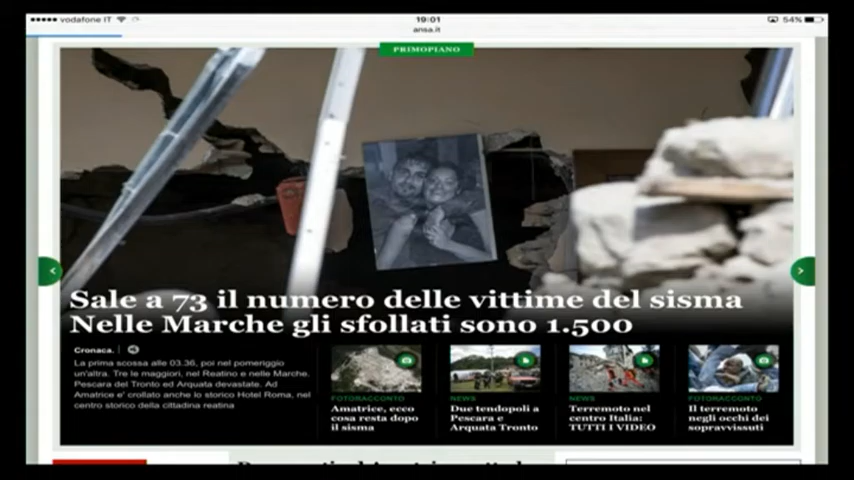 vodafone IT
19:01
54%
ansa.it
PRIMOPIANO
Sale a 73 il numero delle vittime del sisma
Nelle Marche gli sfollati sono 1.500
Cronaca.
La prima scossa alle 03.36, poi nel pomeriggio
un'altra. Tre le maggiori, nel Reatino e nelle Marche.
Pescara del Tronto ed Arquata devastate. Ad
Amatrice e' crollato anche lo storico Hotel Roma, nel
centro storico della cittadina reatina
FOTORACCONTO
Amatrice, ecco
cosa resta dopo
il sisma
NEWS
Due tendopoli a
Pescara e
Arquata Tronto
NEWS
Terremoto nel
centro Italia:
TUTTI I VIDEO
FOTORACCONTO
Il terremoto
negli occhi dei
sopravvissuti